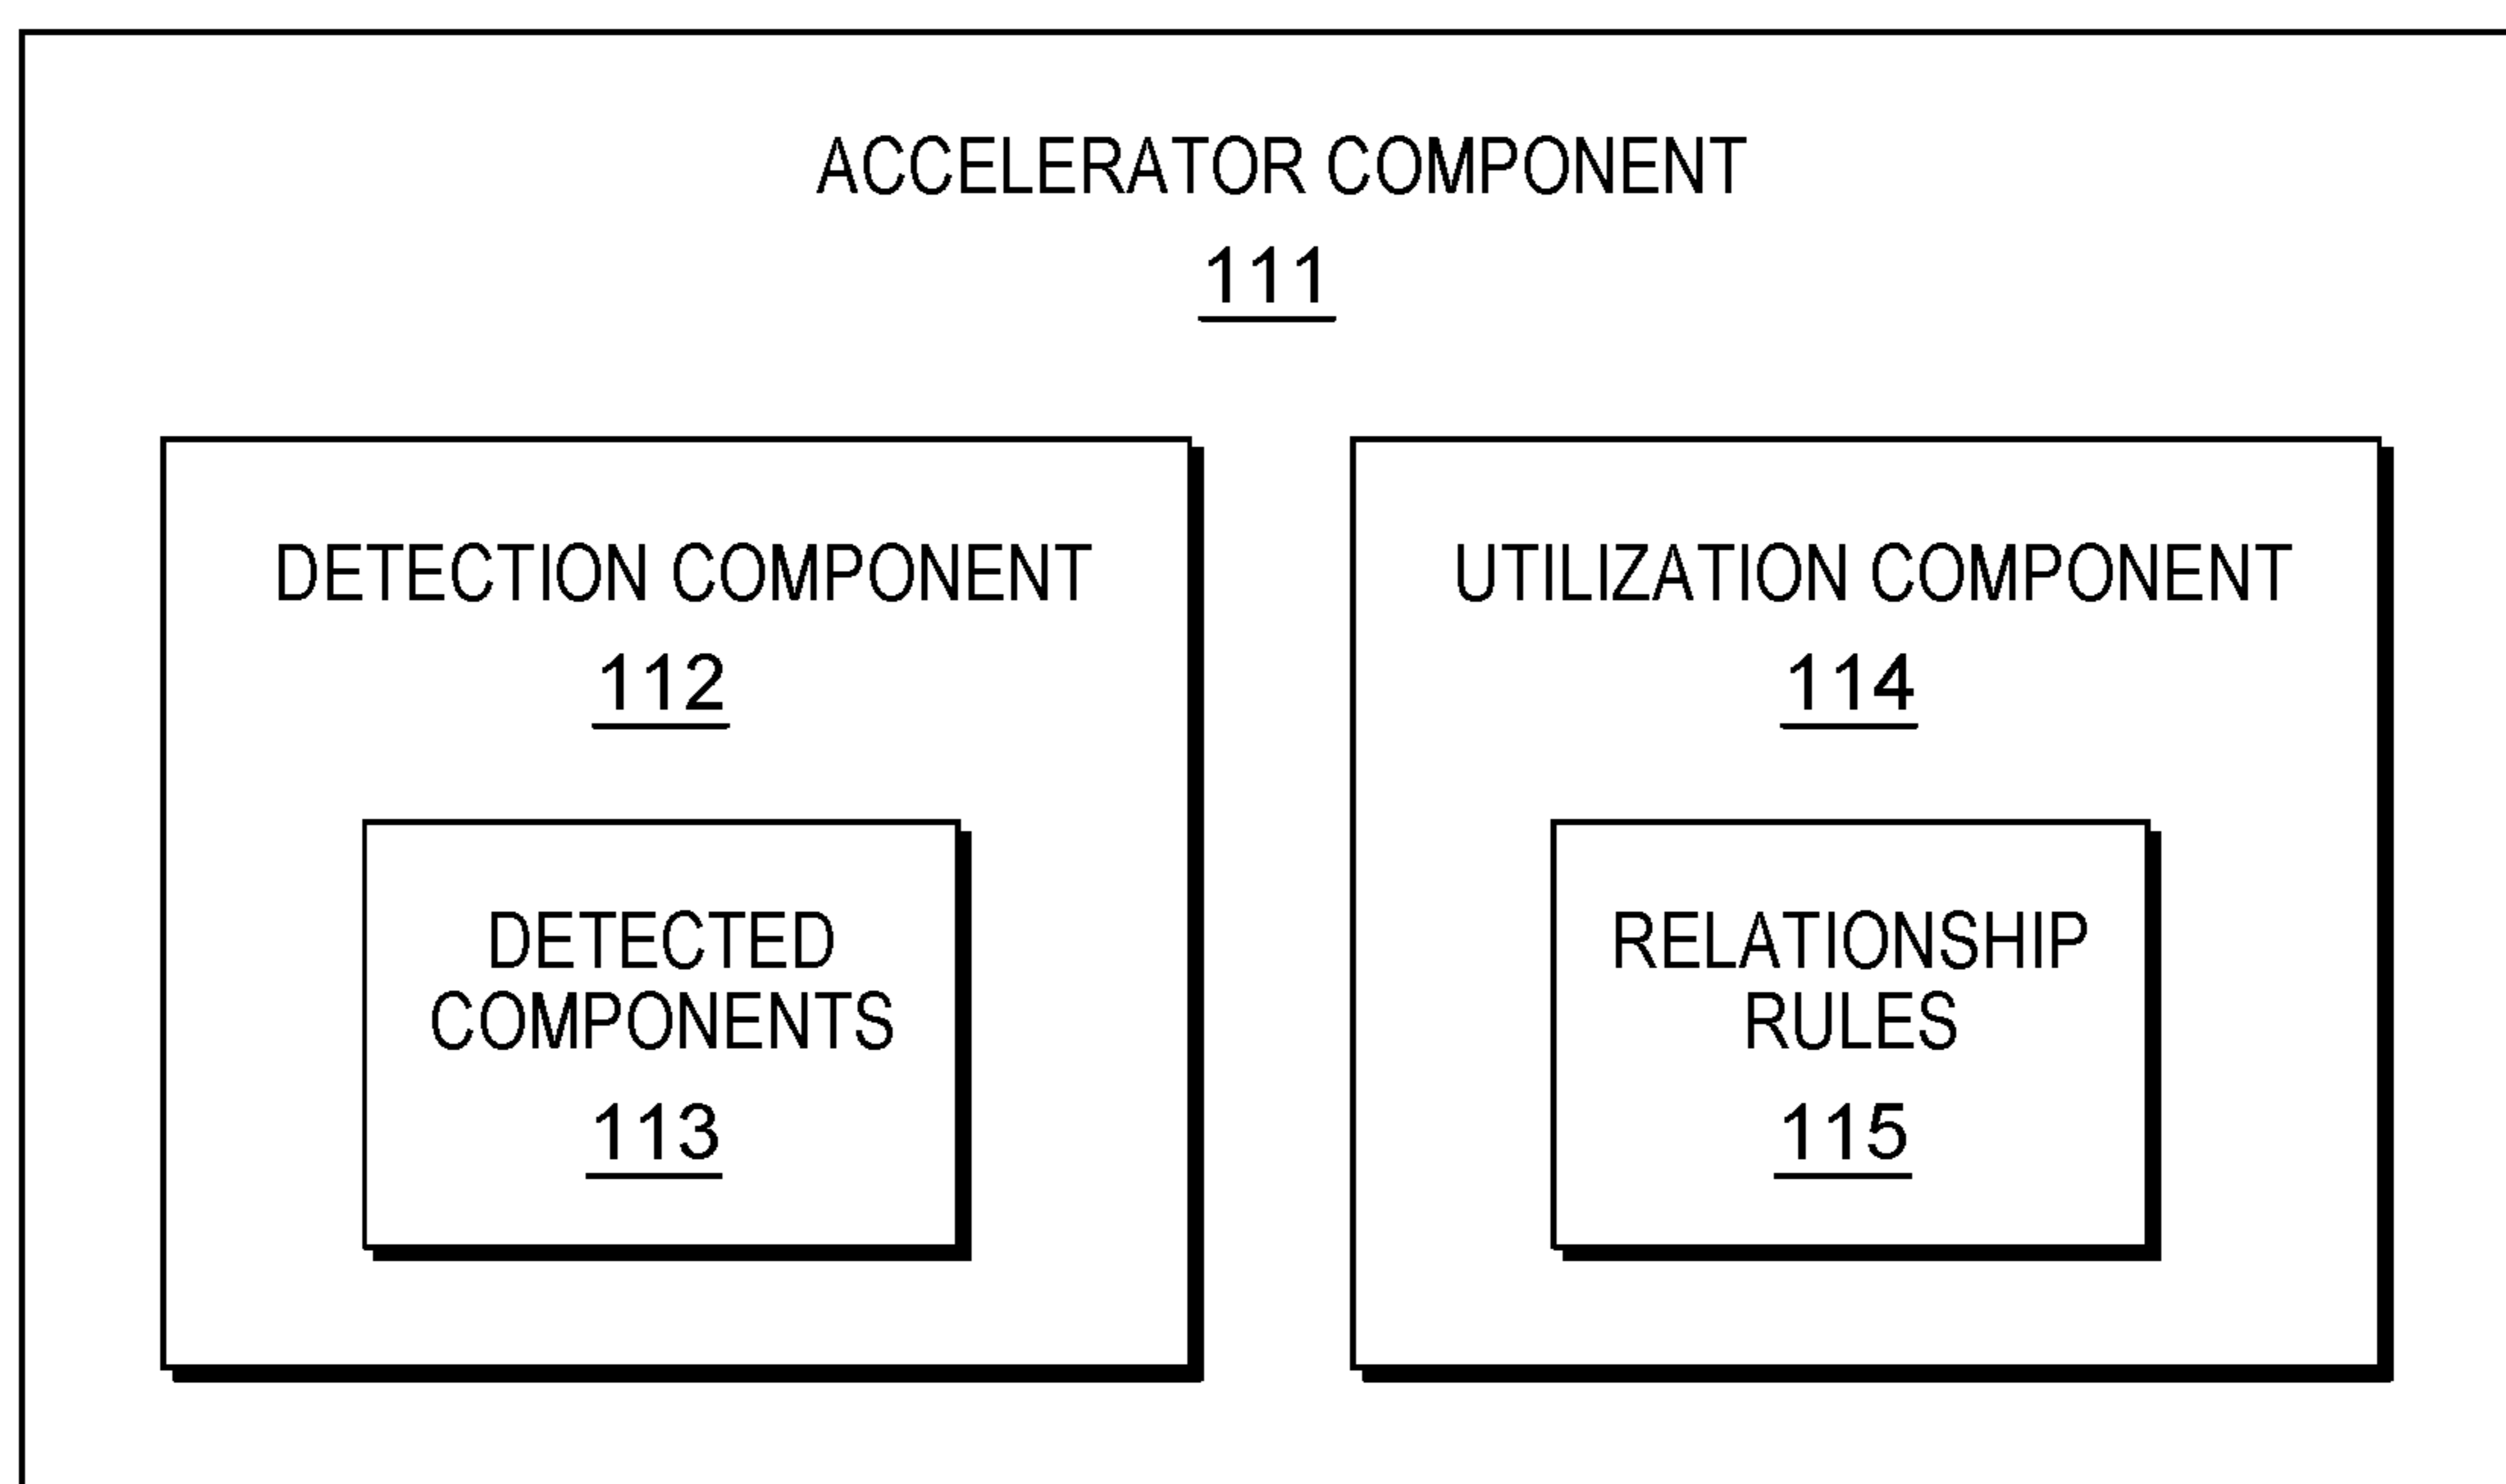 ACCELERATOR COMPONENT
111
DETECTION COMPONENT
112
DETECTED
COMPONENTS
113
UTILIZATION COMPONENT
114
RELATIONSHIP
RULES
115